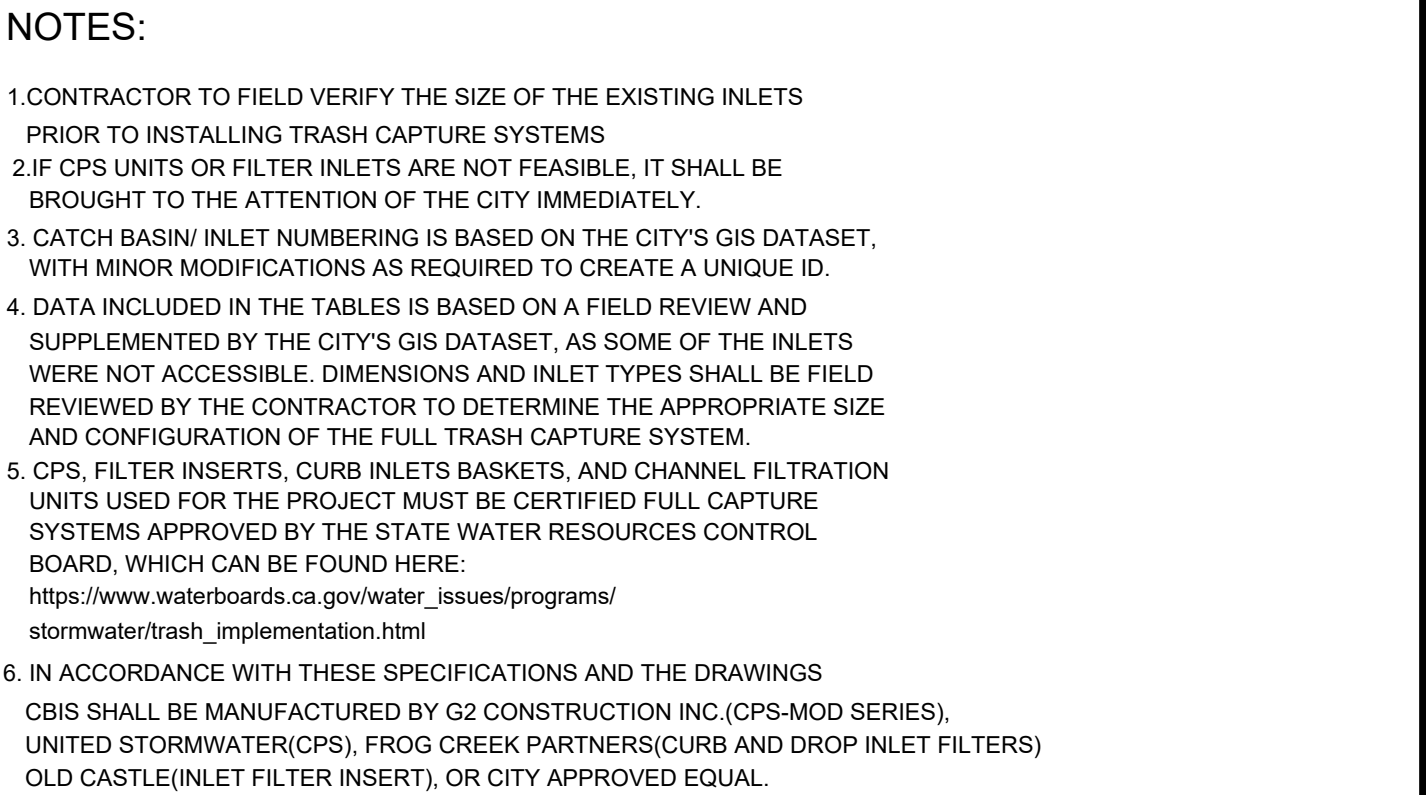 NOTES:
1.CONTRACTOR TO FIELD VERIFY THE SIZE OF THE EXISTING INLETS
PRIOR TO INSTALLING TRASH CAPTURE SYSTEMS
2.IF CPS UNITS OR FILTER INLETS ARE NOT FEASIBLE, IT SHALL BE
BROUGHT TO THE ATTENTION OF THE CITY IMMEDIATELY.
3. CATCH BASIN/ INLET NUMBERING IS BASED ON THE CITY'S GIS DATASET,
WITH MINOR MODIFICATIONS AS REQUIRED TO CREATE A UNIQUE ID.
4. DATA INCLUDED IN THE TABLES IS BASED ON A FIELD REVIEW AND
SUPPLEMENTED BY THE CITY'S GIS DATASET, AS SOME OF THE INLETS
WERE NOT ACCESSIBLE. DIMENSIONS AND INLET TYPES SHALL BE FIELD
REVIEWED BY THE CONTRACTOR TO DETERMINE THE APPROPRIATE SIZE
AND CONFIGURATION OF THE FULL TRASH CAPTURE SYSTEM.
5. CPS, FILTER INSERTS, CURB INLETS BASKETS, AND CHANNEL FILTRATION
UNITS USED FOR THE PROJECT MUST BE CERTIFIED FULL CAPTURE
SYSTEMS APPROVED BY THE STATE WATER RESOURCES CONTROL
BOARD, WHICH CAN BE FOUND HERE:
https://www.waterboards.ca.gov/water_issues/programs/
stormwater/trash_implementation.html
6. IN ACCORDANCE WITH THESE SPECIFICATIONS AND THE DRAWINGS
CBIS SHALL BE MANUFACTURED BY G2 CONSTRUCTION INC.(CPS-MOD SERIES),
UNITED STORMWATER(CPS), FROG CREEK PARTNERS(CURB AND DROP INLET FILTERS)
OLD CASTLE(INLET FILTER INSERT), OR CITY APPROVED EQUAL.